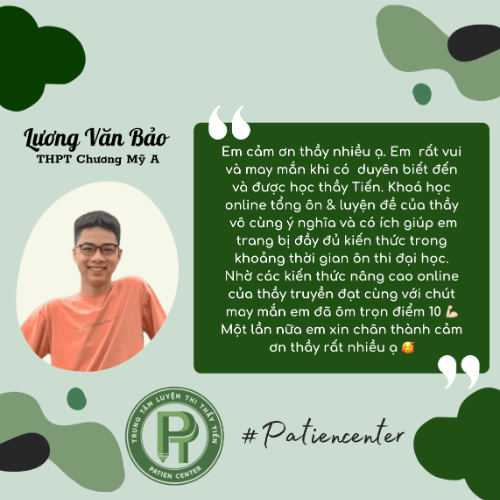 Lương Văn Bảo
THPT Chương Mỹ A
Em cảm ơn thầy nhiều ạ. Em rất vui
và may mắn khi có duyên biết đến
và được học thầy Tiến. Khoá học
online tổng ôn & luyện đề của thầy
vô cùng ý nghĩa và có ích giúp em
trang bị đầy đủ kiến thức trong
khoảng thời gian ôn thi đại học.
Nhờ các kiến thức nâng cao online
của thầy truyền đạt cùng với chút
may mắn em đã ôm trọn điểm 10 💪🏻
Một lần nữa em xin chân thành cảm
ơn thầy rất nhiều ạ 🥰
TRUNG TÂM LUYỆN THI THẦY TIẾN
PT
PATIEN CENTER
#Patiencenter